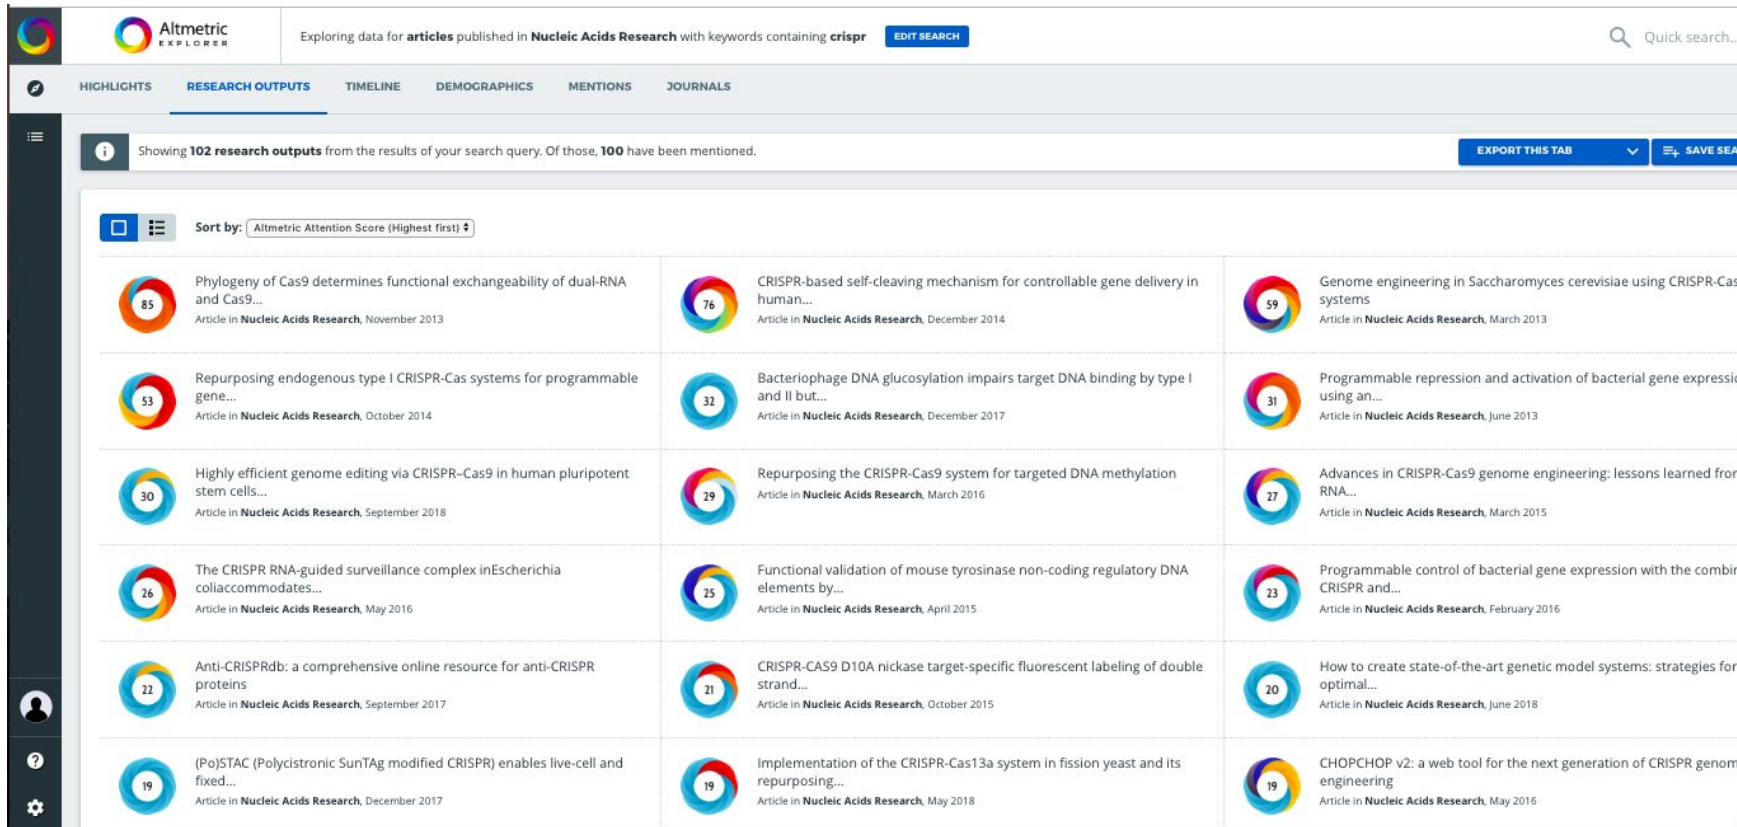 Altmetric
EXPLORER
Exploring data for articles published in Nucleic Acids Research with keywords containing crispr
EDIT SEARCH
Quick search...
HIGHLIGHTS
RESEARCH OUTPUTS
TIMELINE
DEMOGRAPHICS
MENTIONS
JOURNALS
Showing 102 research outputs from the results of your search query. Of those, 100 have been mentioned.
EXPORT THIS TAB
SAVE SEA
Sort by: Altmetric Attention Score (Highest first)
85
Phylogeny of Cas9 determines functional exchangeability of dual-RNA
and Cas9...
Article in Nucleic Acids Research, November 2013
76
CRISPR-based self-cleaving mechanism for controllable gene delivery in
human...
Article in Nucleic Acids Research, December 2014
59
Genome engineering in Saccharomyces cerevisiae using CRISPR-Cas
systems
Article in Nucleic Acids Research, March 2013
53
Repurposing endogenous type I CRISPR-Cas systems for programmable
gene...
Article in Nucleic Acids Research, October 2014
32
Bacteriophage DNA glucosylation impairs target DNA binding by type I
and II but...
Article in Nucleic Acids Research, December 2017
31
Programmable repression and activation of bacterial gene expressio
using an...
Article in Nucleic Acids Research, June 2013
30
Highly efficient genome editing via CRISPR–Cas9 in human pluripotent
stem cells...
Article in Nucleic Acids Research, September 2018
29
Repurposing the CRISPR-Cas9 system for targeted DNA methylation
Article in Nucleic Acids Research, March 2016
27
Advances in CRISPR-Cas9 genome engineering: lessons learned from
RNA...
Article in Nucleic Acids Research, March 2015
26
The CRISPR RNA-guided surveillance complex inEscherichia
coliaccommodates...
Article in Nucleic Acids Research, May 2016
25
Functional validation of mouse tyrosinase non-coding regulatory DNA
elements by...
Article in Nucleic Acids Research, April 2015
23
Programmable control of bacterial gene expression with the combin
CRISPR and...
Article in Nucleic Acids Research, February 2016
22
Anti-CRISPRdb: a comprehensive online resource for anti-CRISPR
proteins
Article in Nucleic Acids Research, September 2017
21
CRISPR-CAS9 D10A nickase target-specific fluorescent labeling of double
strand...
Article in Nucleic Acids Research, October 2015
20
How to create state-of-the-art genetic model systems: strategies for
optimal...
Article in Nucleic Acids Research, June 2018
19
(Po)STAC (Polycistronic SunTAg modified CRISPR) enables live-cell and
fixed...
Article in Nucleic Acids Research, December 2017
19
Implementation of the CRISPR-Cas13a system in fission yeast and its
repurposing...
Article in Nucleic Acids Research, May 2018
19
CHOPCHOP v2: a web tool for the next generation of CRISPR genom
engineering
Article in Nucleic Acids Research, May 2016